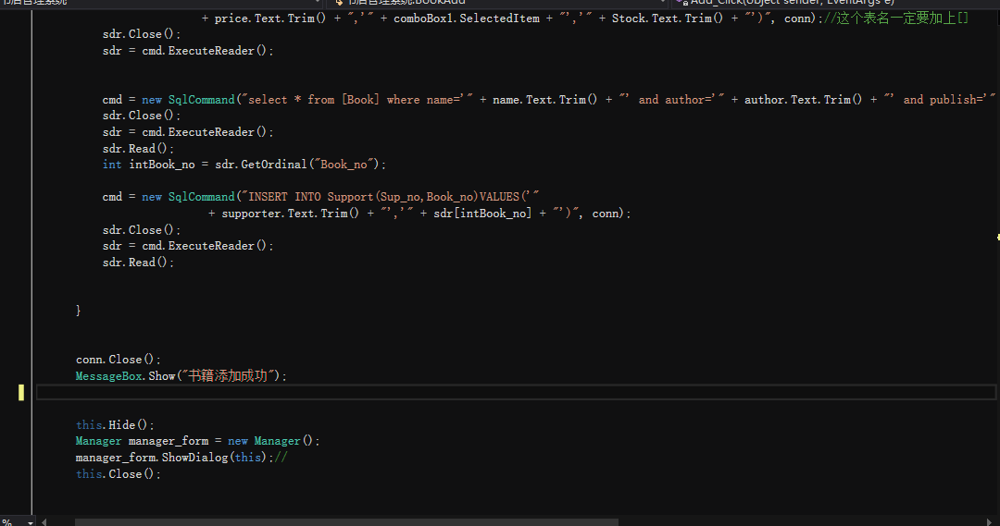 书店管理系统 书店管理系统.BookAdd Add_Click(object sender, EventArgs e)
+ price.Text.Trim() + ",'" + comboBox1.SelectedItem + "','" + Stock.Text.Trim() + "')", conn);//这个表名一定要加上[]
sdr.Close();
sdr = cmd.ExecuteReader();
cmd = new SqlCommand("select * from [Book] where name='" + name.Text.Trim() + "' and author='" + author.Text.Trim() + "' and publish='"
sdr.Close();
sdr = cmd.ExecuteReader();
sdr.Read();
int intBook_no = sdr.GetOrdinal("Book_no");
cmd = new SqlCommand("INSERT INTO Support(Sup_no,Book_no)VALUES('"
+ supporter.Text.Trim() + "','" + sdr[intBook_no] + "')", conn);
sdr.Close();
sdr = cmd.ExecuteReader();
sdr.Read();
}
conn.Close();
MessageBox.Show("书籍添加成功");
this.Hide();
Manager manager_form = new Manager();
manager_form.ShowDialog(this);//
this.Close();
%